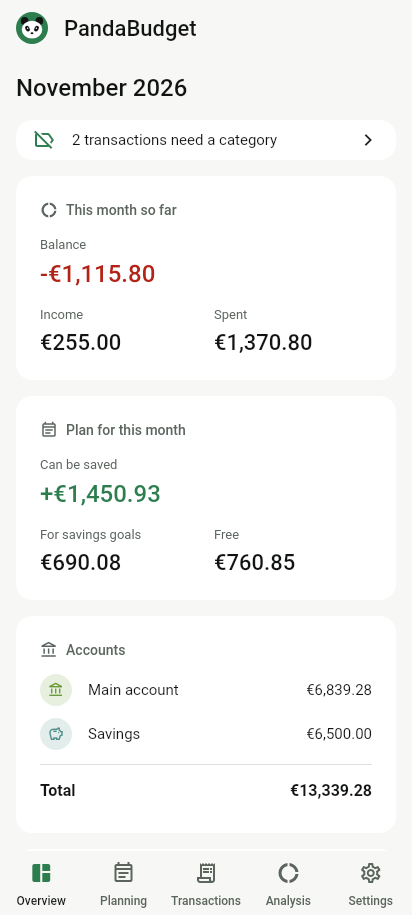 PandaBudget
November 2026
2 transactions need a category
This month so far
Balance
-€1,115.80
Income Spent
€255.00 €1,370.80
Plan for this month
Can be saved
+€1,450.93
For savings goals Free
€690.08 €760.85
Accounts
Main account €6,839.28
Savings €6,500.00
Total €13,339.28
Overview Planning Transactions Analysis Settings